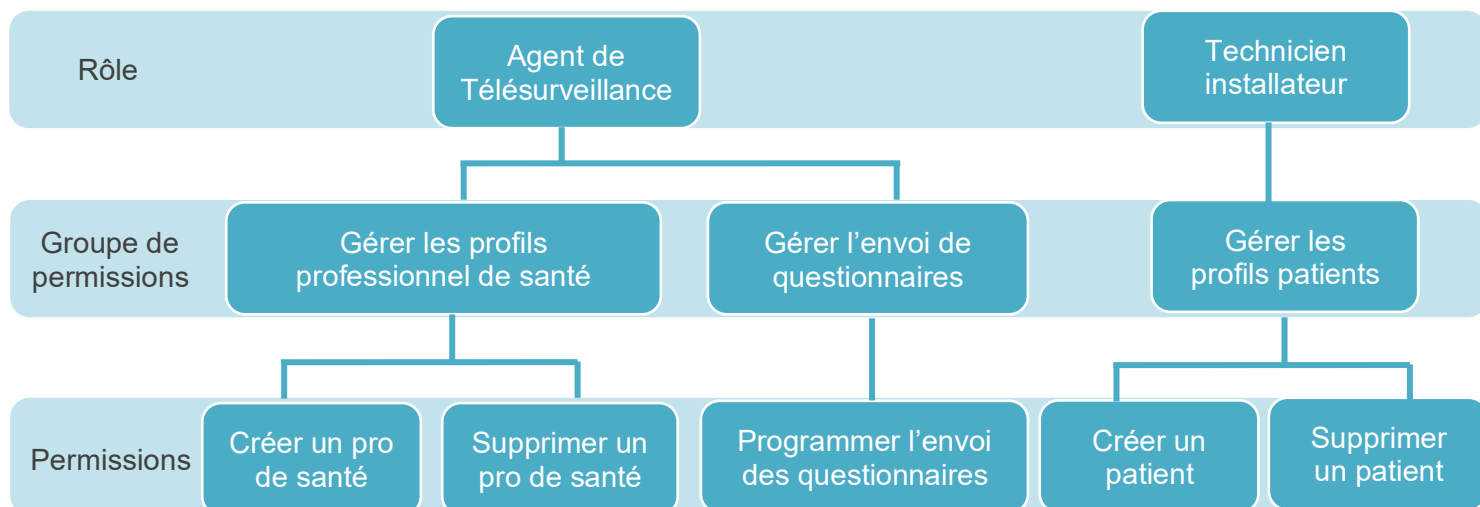 Rôle
Agent de
Télésurveillance
Technicien
installateur
Groupe de
permissions
Gérer les profils
professionnel de santé
Gérer l’envoi de
questionnaires
Gérer les
profils patients
Permissions
Créer un pro
de santé
Supprimer un
pro de santé
Programmer l’envoi
des questionnaires
Créer un
patient
Supprimer
un patient